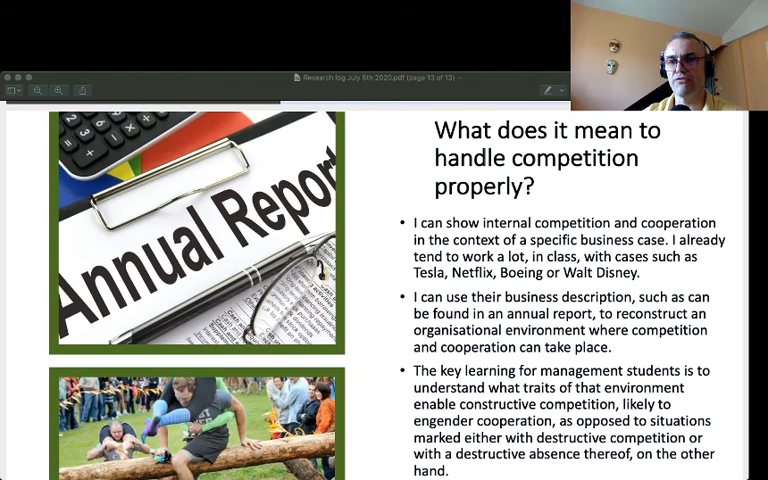 Research log July 5th 2020.pdf (page 13 of 13)
Annual Report
What does it mean to
handle competition
properly?
• I can show internal competition and cooperation
in the context of a specific business case. I already
tend to work a lot, in class, with cases such as
Tesla, Netflix, Boeing or Walt Disney.
• I can use their business description, such as can
be found in an annual report, to reconstruct an
organisational environment where competition
and cooperation can take place.
• The key learning for management students is to
understand what traits of that environment
enable constructive competition, likely to
engender cooperation, as opposed to situations
marked either with destructive competition or
with a destructive absence thereof, on the other
hand.